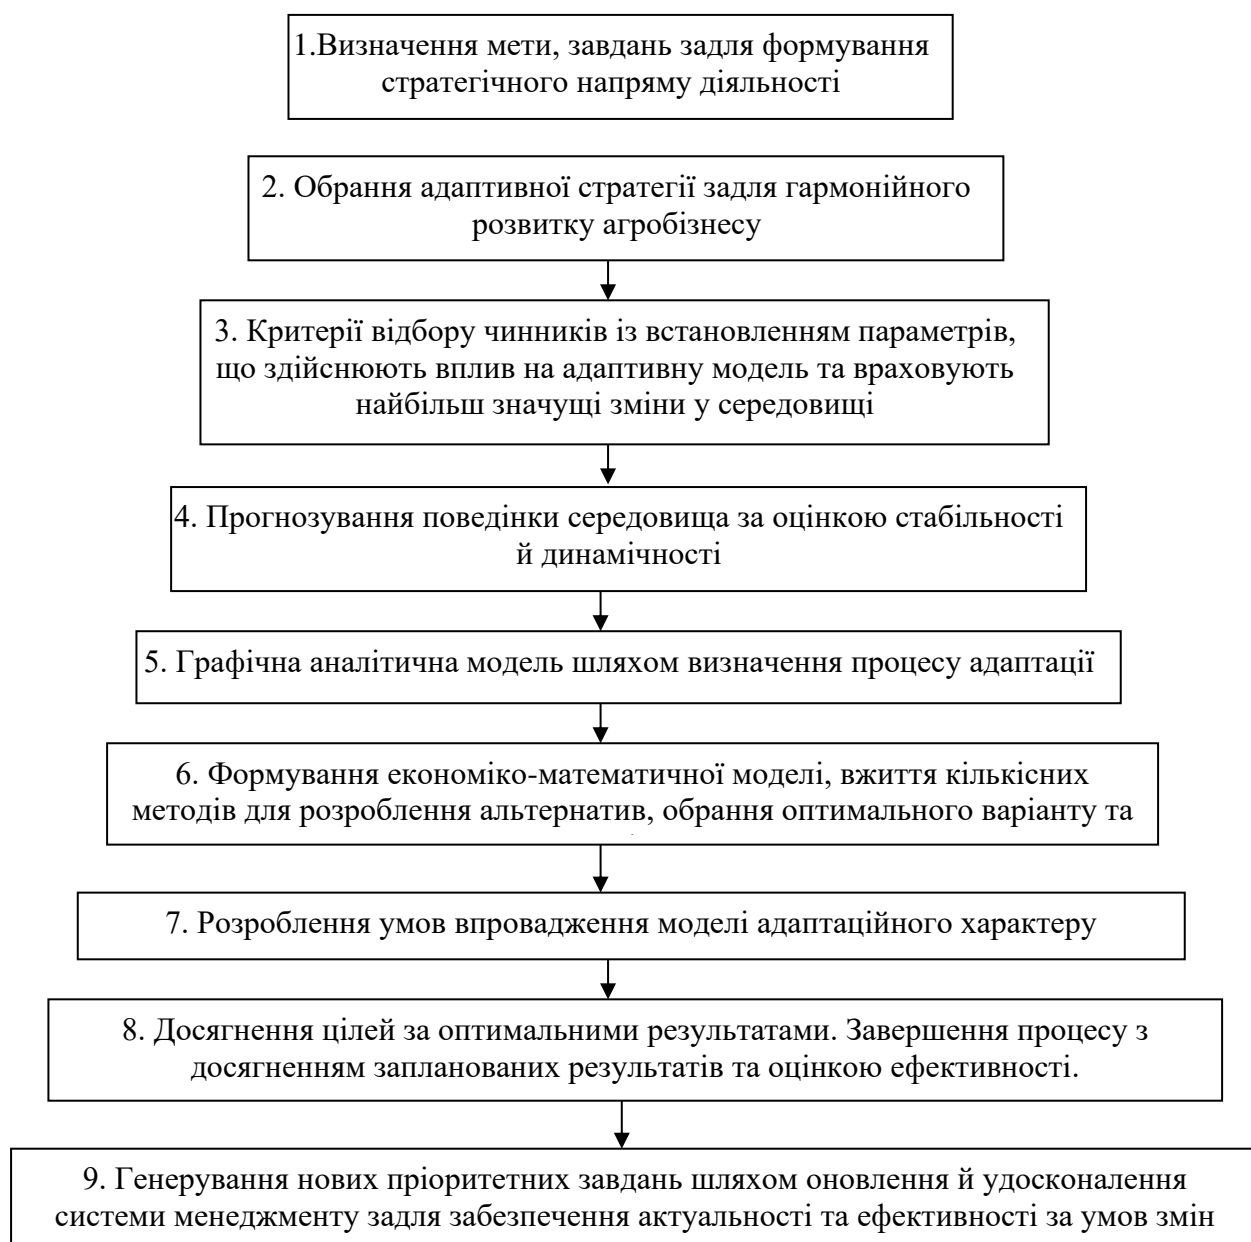 1.Визначення мети, завдань задля формування
стратегічного напряму діяльності
2. Обрання адаптивної стратегії задля гармонійного
розвитку агробізнесу
3. Критерії відбору чинників із встановленням параметрів,
що здійснюють вплив на адаптивну модель та враховують
найбільш значущі зміни у середовищі
4. Прогнозування поведінки середовища за оцінкою стабільності
й динамічності
5. Графічна аналітична модель шляхом визначення процесу адаптації
6. Формування економіко-математичної моделі, вжиття кількісних
методів для розроблення альтернатив, обрання оптимального варіанту та
7. Розроблення умов впровадження моделі адаптаційного характеру
8. Досягнення цілей за оптимальними результатами. Завершення процесу з
досягненням запланованих результатів та оцінкою ефективності.
9. Генерування нових пріоритетних завдань шляхом оновлення й удосконалення
системи менеджменту задля забезпечення актуальності та ефективності за умов змін